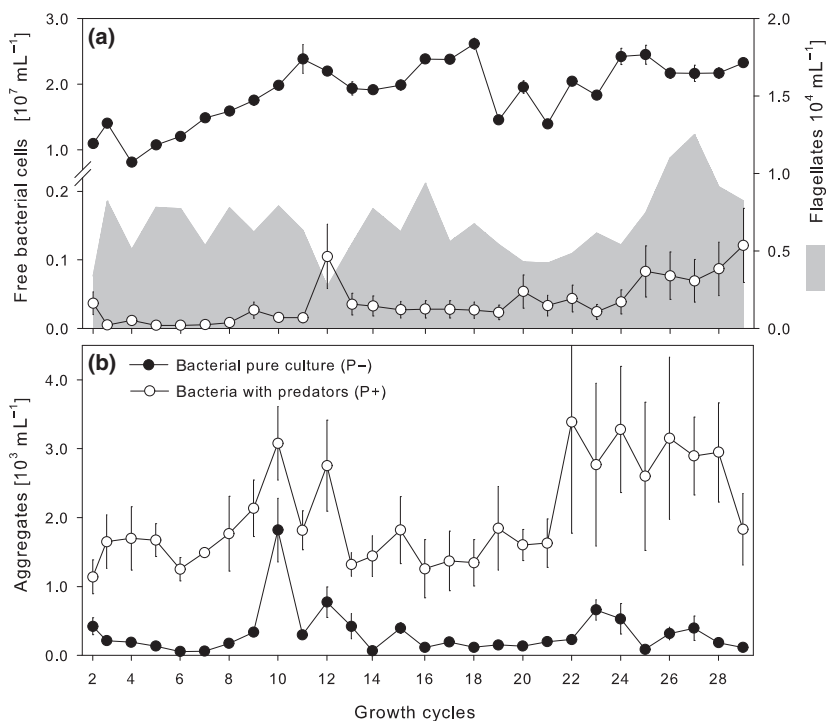 (a)
3.0
2.0
1.0
0.2
0.1
0.0
Free bacterial cells [10⁷ mL⁻¹]
2.0
1.5
1.0
0.5
0.0
Flagellates 10⁴ mL⁻¹]
(b)
Bacterial pure culture (P−)
Bacteria with predators (P+)
4.0
3.0
2.0
1.0
0.0
Aggregates [10³ mL⁻¹]
2 4 6 8 10 12 14 16 18 20 22 24 26 28
Growth cycles